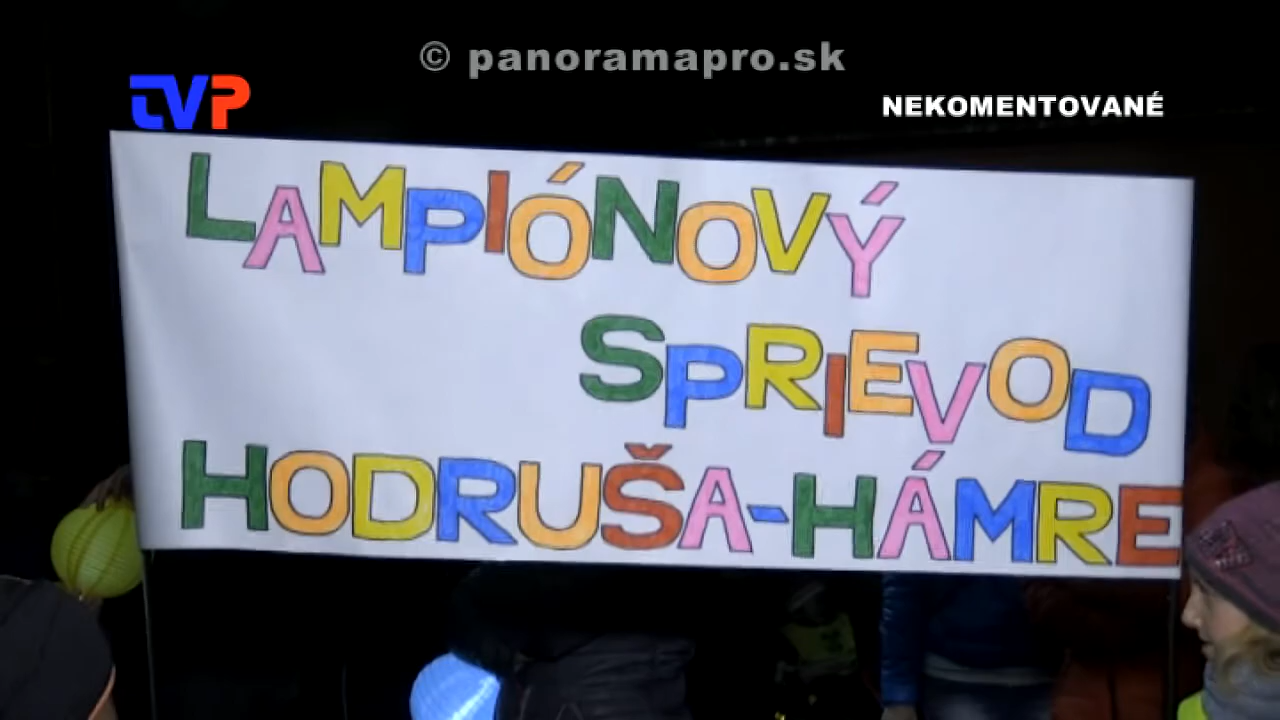 © panoramapro.sk
TVP
NEKOMENTOVANÉ
LAMPIÓNOVÝ
SPRIEVOD
HODRUŠA-HÁMRE